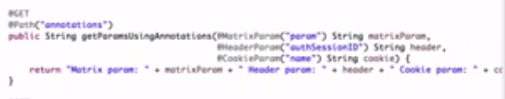 @GET
@Path("annotations")
public String getParamsUsingAnnotations(@MatrixParam("param") String matrixParam,
@HeaderParam("authSessionID") String header,
@CookieParam("name") String cookie) {
return "Matrix param: " + matrixParam + " Header param: " + header + " Cookie param: " + co
}